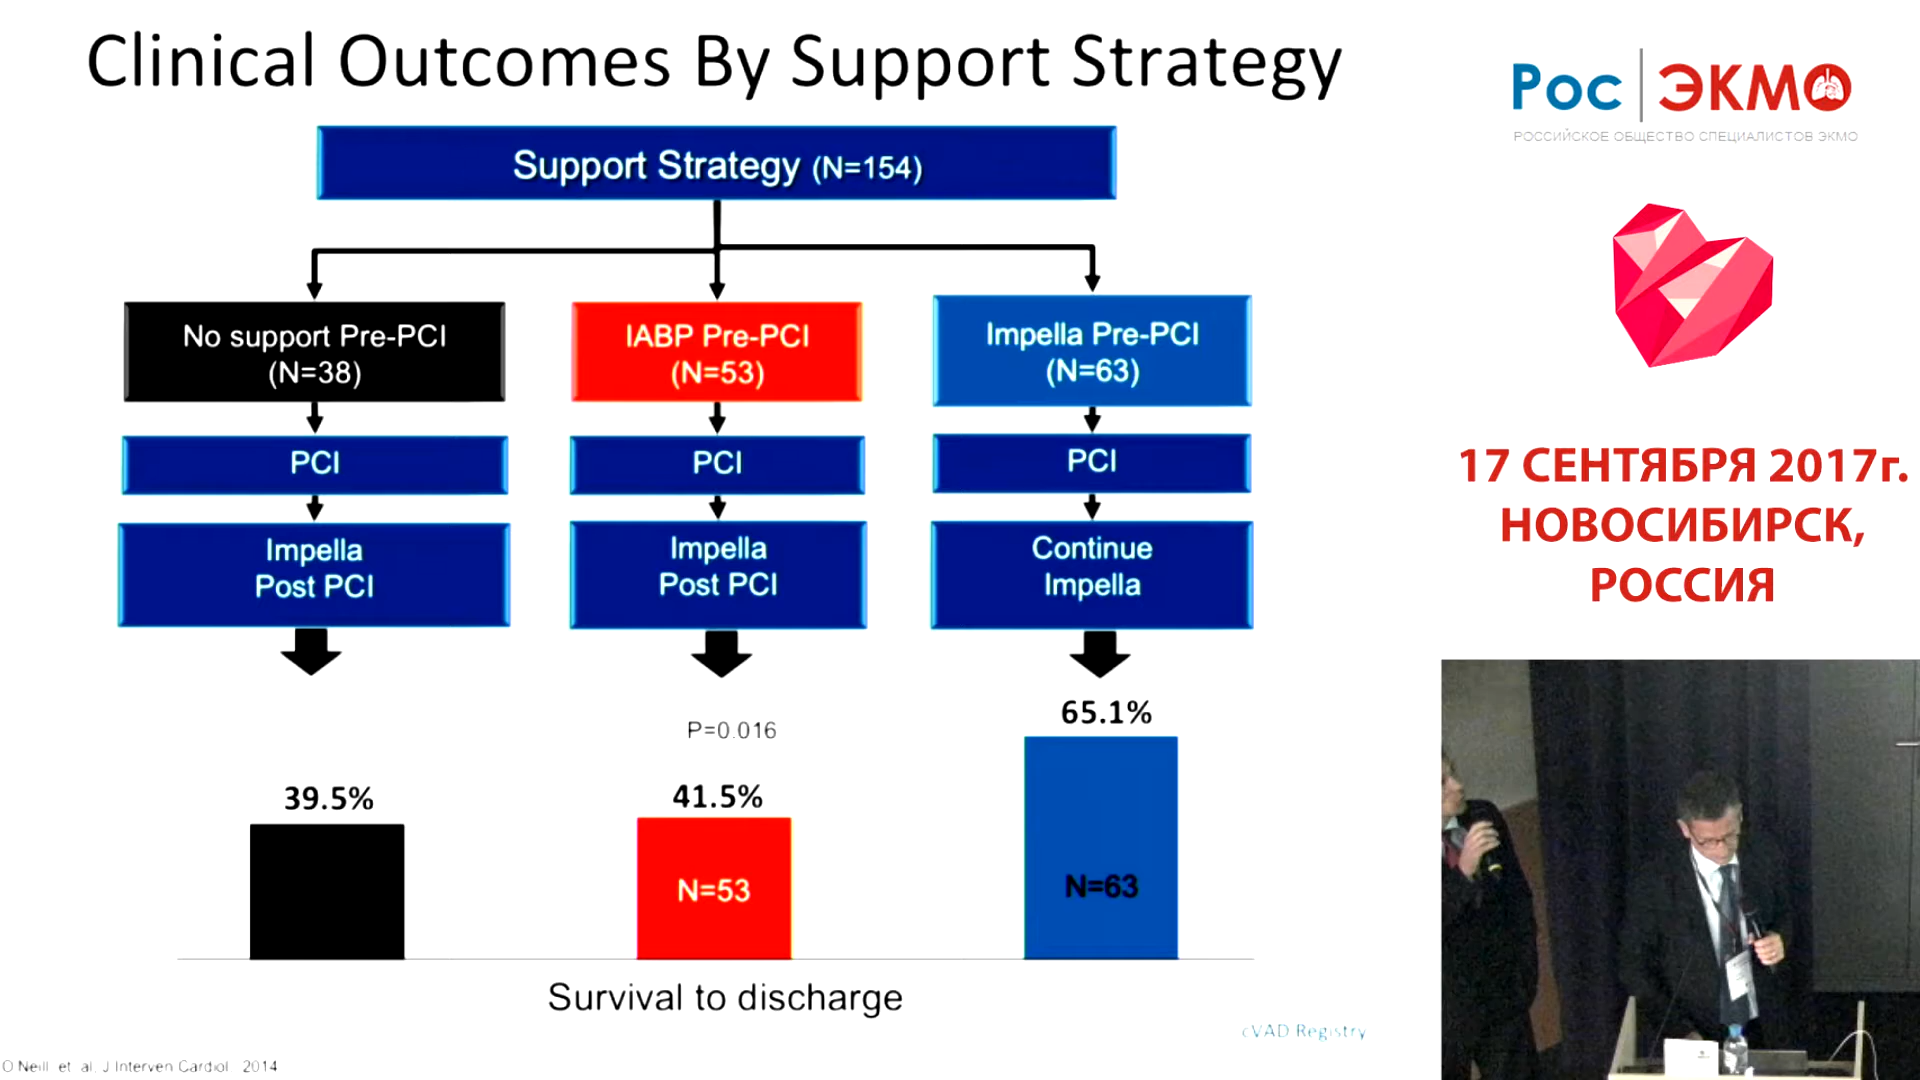 Clinical Outcomes By Support Strategy
Support Strategy (N=154)
No support Pre-PCI
(N=38)
IABP Pre-PCI
(N=53)
Impella Pre-PCI
(N=63)
PCI
PCI
PCI
Impella
Post PCI
Impella
Post PCI
Continue
Impella
39.5%
P=0.016
41.5%
65.1%
N=53
N=63
Survival to discharge
cVAD Registry
O Neill et al, J Interven Cardiol 2014
Рос ЭКМО
РОССИЙСКОЕ ОБЩЕСТВО СПЕЦИАЛИСТОВ ЭКМО
17 СЕНТЯБРЯ 2017г.
НОВОСИБИРСК,
РОССИЯ